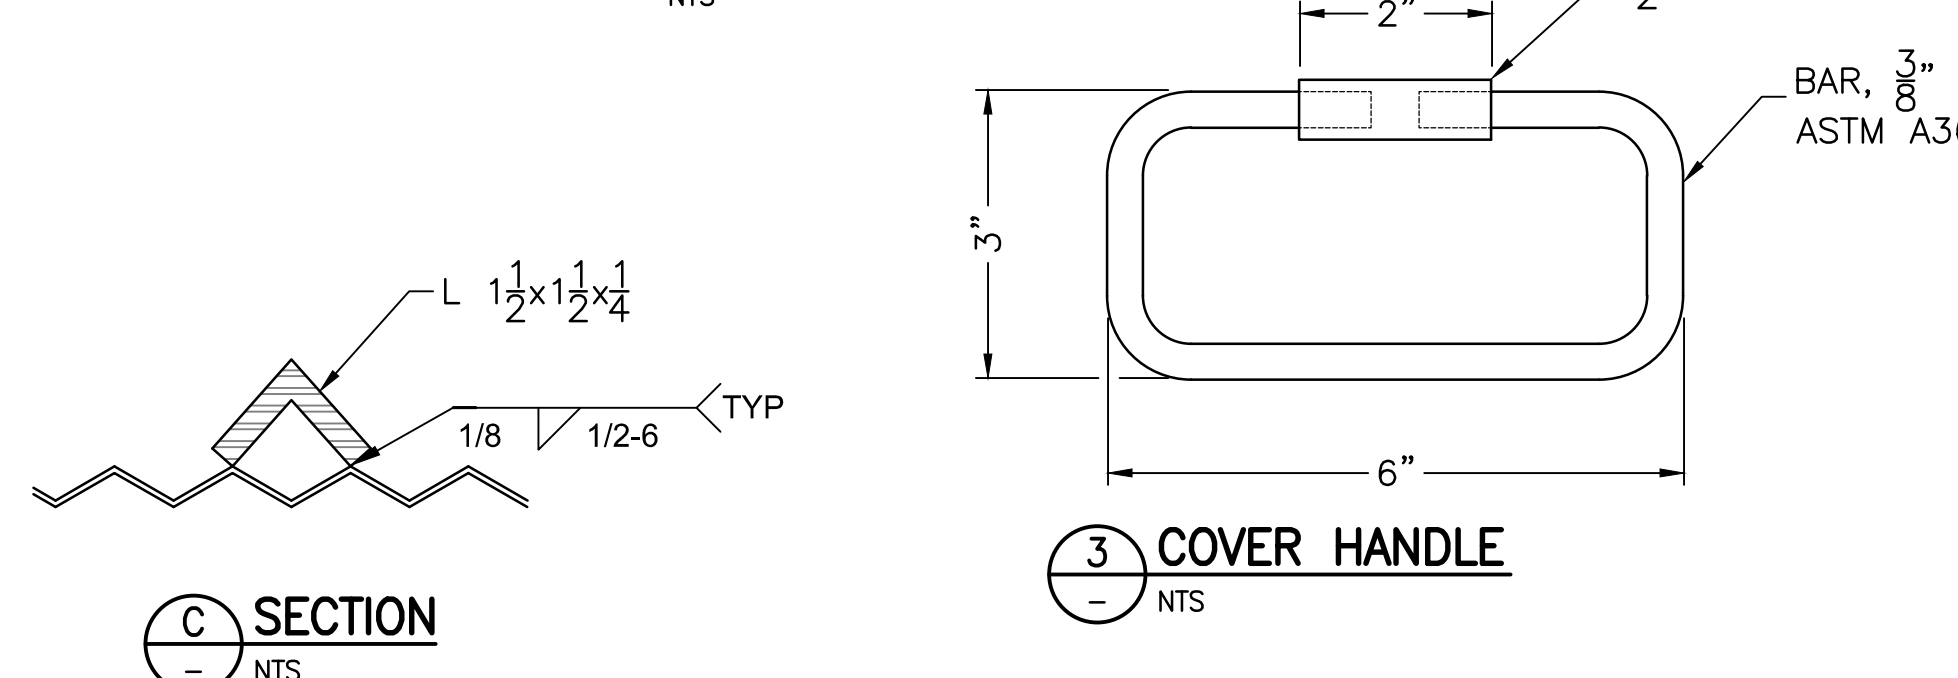 NTS
2"
BAR, 3/8"
ASTM A3
3"
L 1 1/2x1 1/2x1/4
1/8 1/2-6 TYP
6"
3 COVER HANDLE
- NTS
C SECTION
- NTS